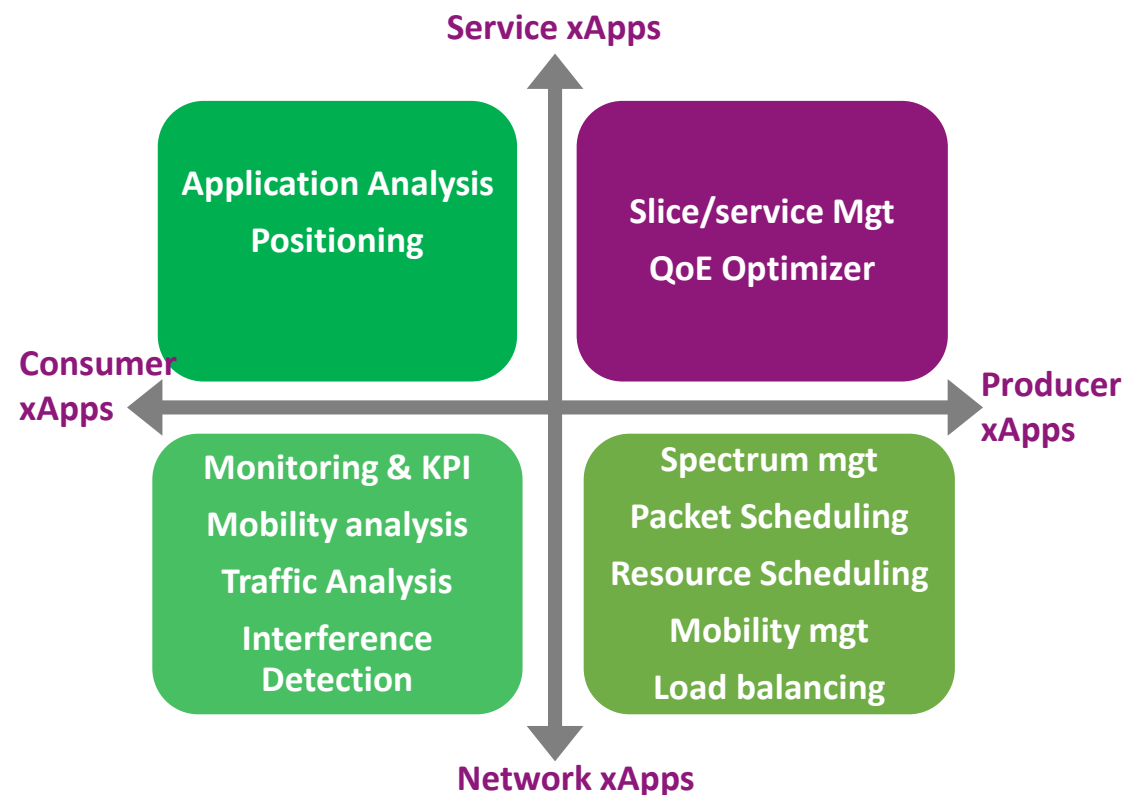 Service xApps
Application Analysis
Positioning
Slice/service Mgt
QoE Optimizer
Consumer
xApps
Producer
xApps
Monitoring & KPI
Mobility analysis
Traffic Analysis
Interference
Detection
Spectrum mgt
Packet Scheduling
Resource Scheduling
Mobility mgt
Load balancing
Network xApps